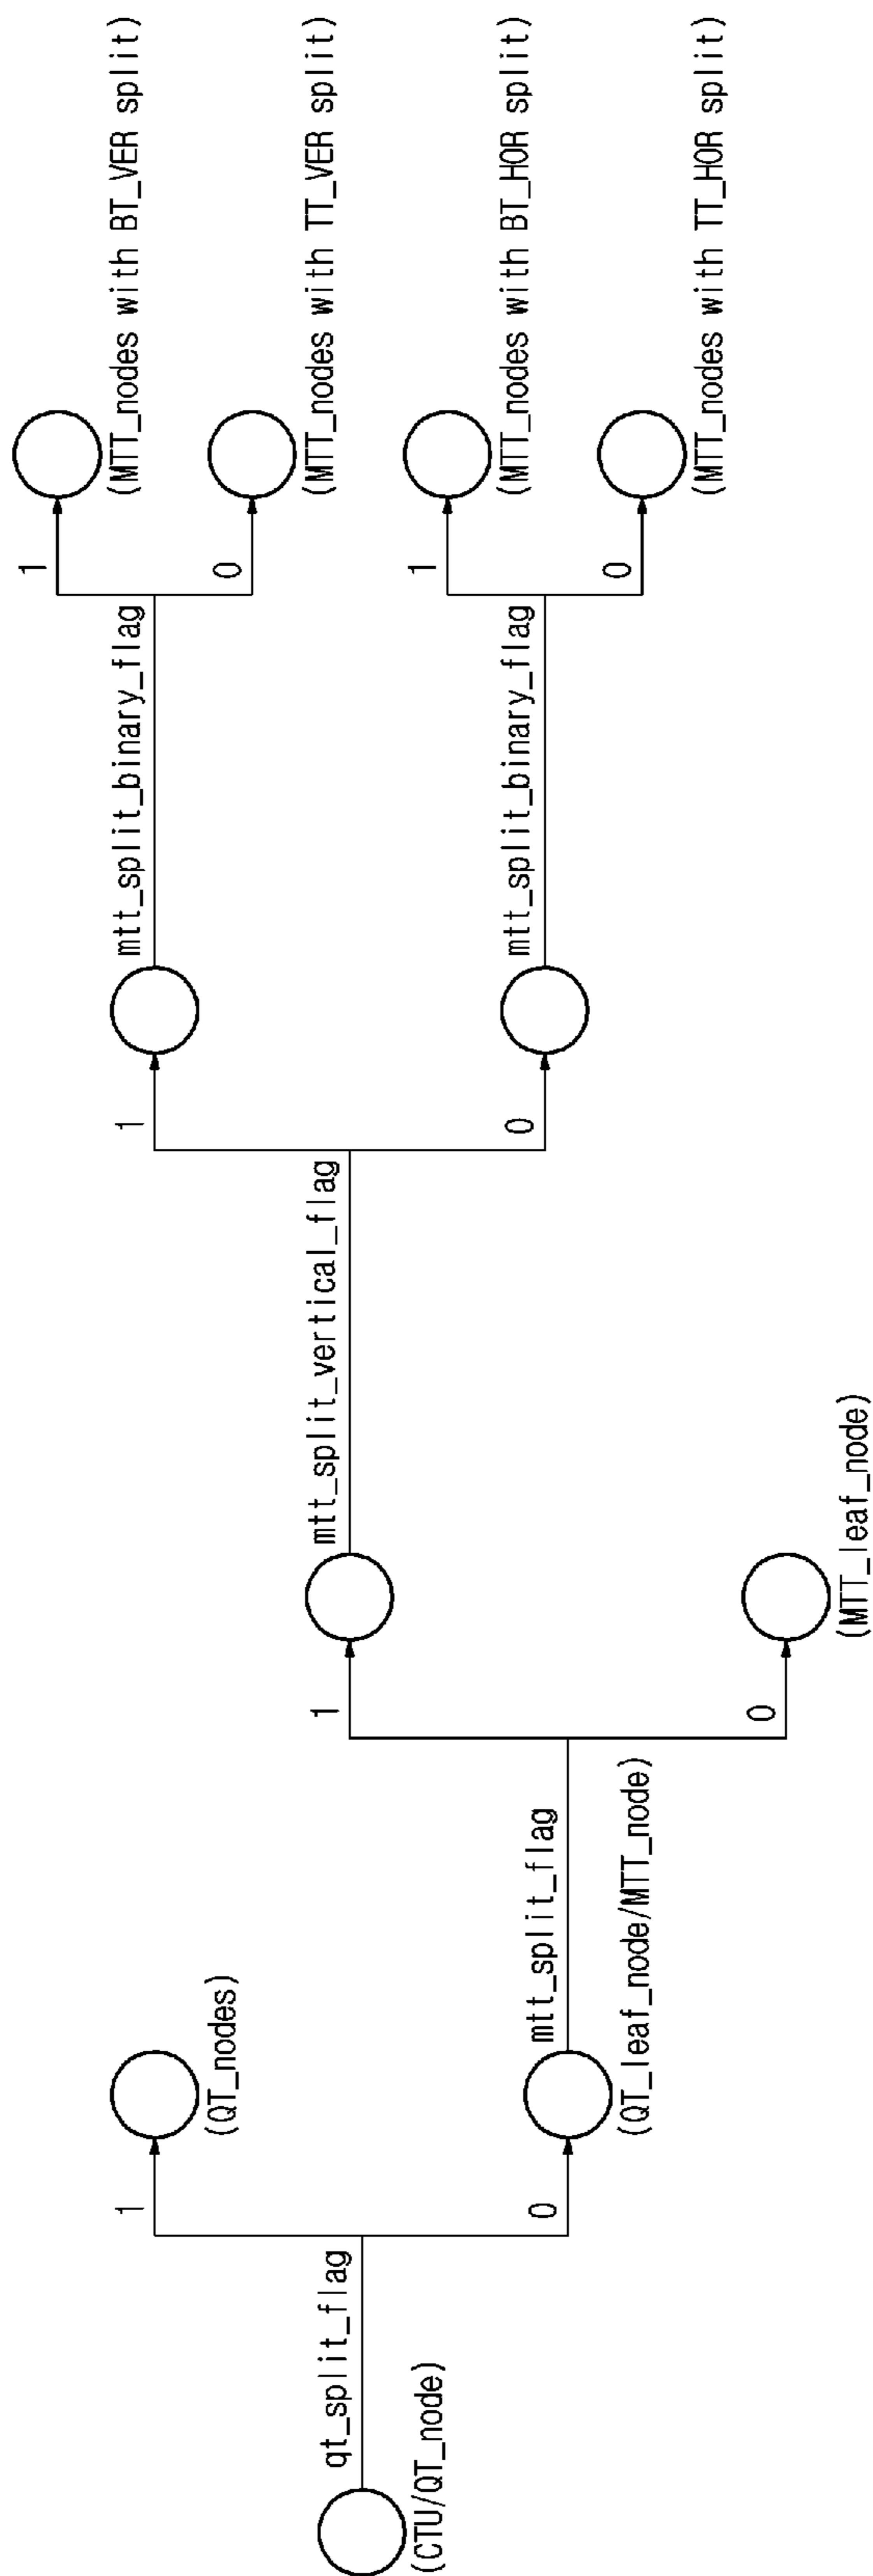 (CTU/QT_node)
qt_split_flag
1
(QT_nodes)
0
(QT_leaf_node/MTT_node)
mtt_split_flag
1
0
(MTT_leaf_node)
mtt_split_vertical_flag
1
mtt_split_binary_flag
1
(MTT_nodes with BT_VER split)
0
(MTT_nodes with TT_VER split)
0
mtt_split_binary_flag
1
(MTT_nodes with BT_HOR split)
0
(MTT_nodes with TT_HOR split)